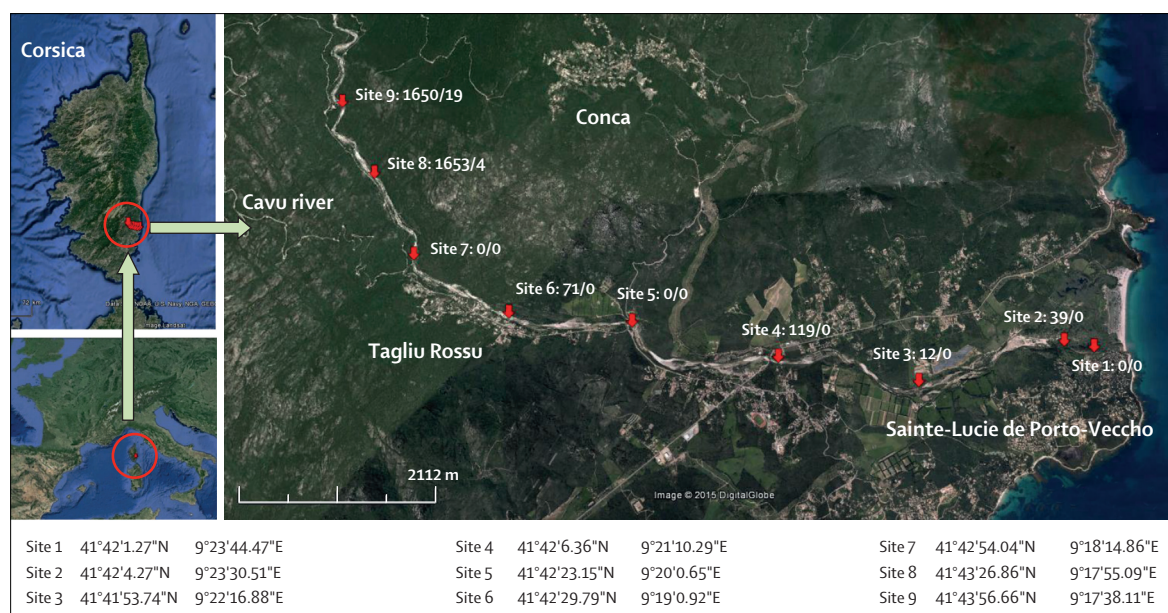 Corsica
Site 9: 1650/19
Conca
Site 8: 1653/4
Cavu river
Site 7: 0/0
Site 6: 71/0
Site 5: 0/0
Site 2: 39/0
Site 4: 119/0
Tagliu Rossu
Site 3: 12/0
Site 1: 0/0
Sainte-Lucie de Porto-Veccho
2112 m
Image © 2015 DigitalGlobe
Site 1 41°42'1.27"N 9°23'44.47"E
Site 2 41°42'4.27"N 9°23'30.51"E
Site 3 41°41'53.74"N 9°22'16.88"E
Site 4 41°42'6.36"N 9°21'10.29"E
Site 5 41°42'23.15"N 9°20'0.65"E
Site 6 41°42'29.79"N 9°19'0.92"E
Site 7 41°42'54.04"N 9°18'14.86"E
Site 8 41°43'26.86"N 9°17'55.09"E
Site 9 41°43'56.66"N 9°17'38.11"E